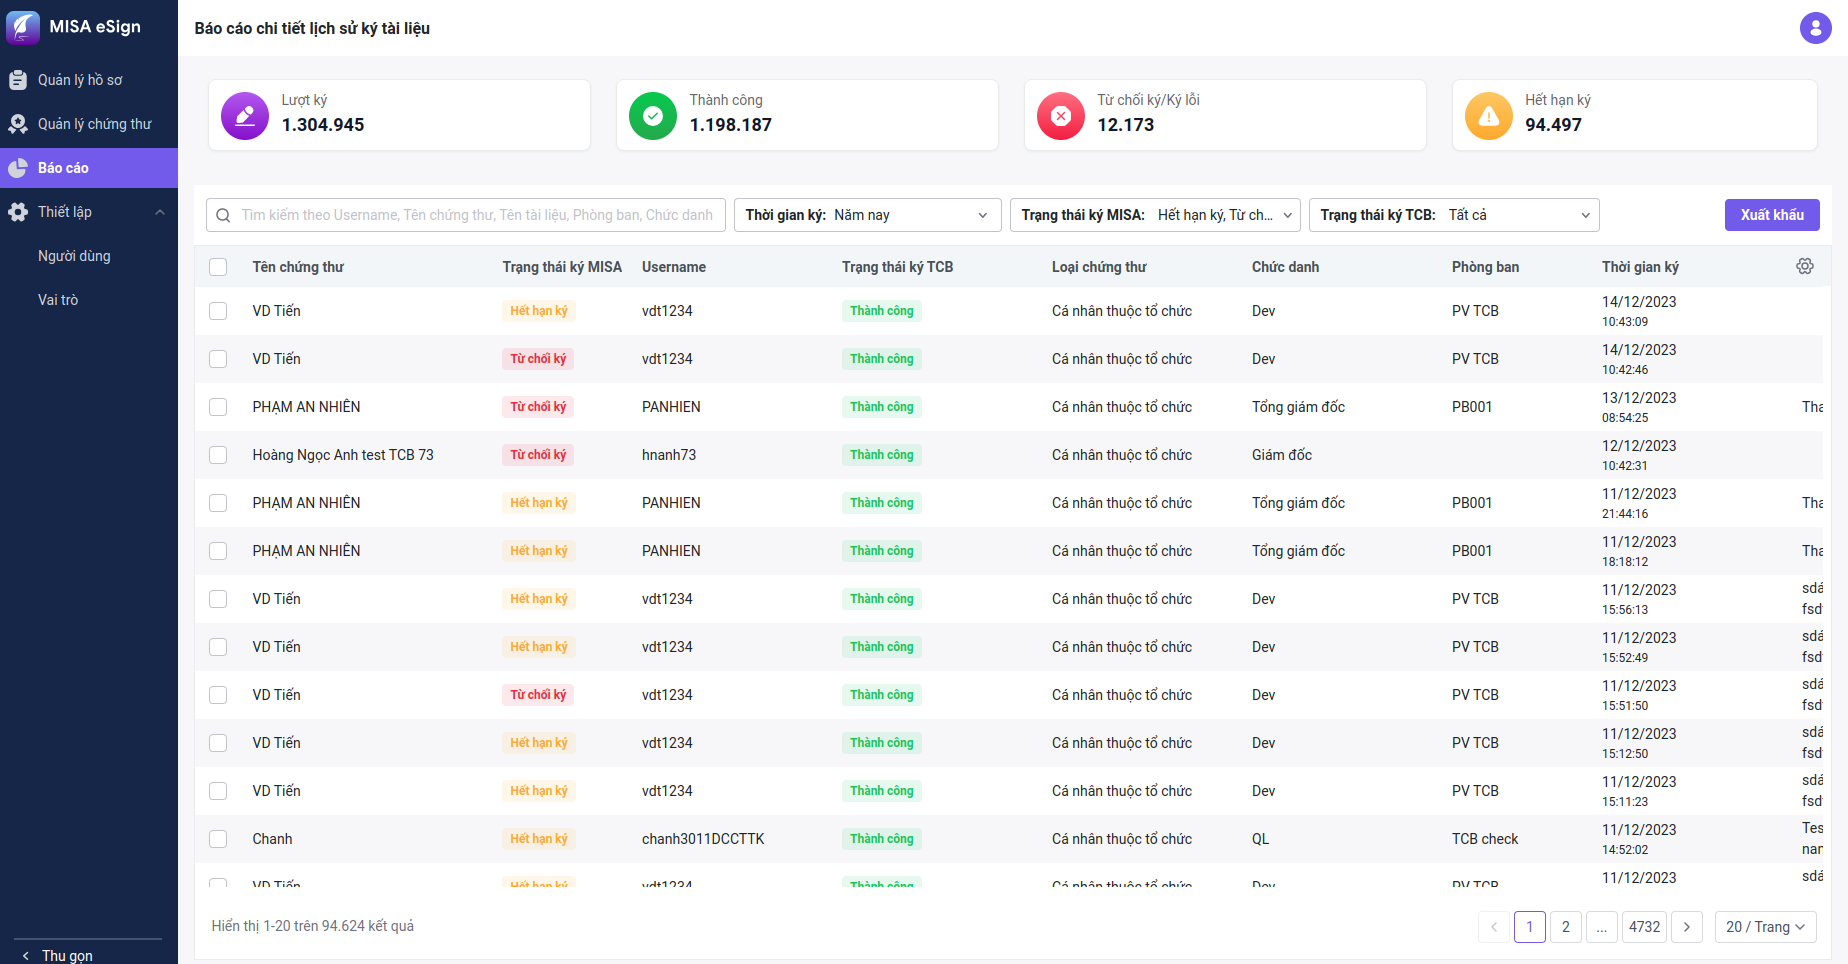 MISA eSign
Quản lý hồ sơ
Quản lý chứng thư
Báo cáo
Thiết lập
Người dùng
Vai trò
Thu gọn
Báo cáo chi tiết lịch sử ký tài liệu
Lượt ký
1.304.945
Thành công
1.198.187
Từ chối ký/Ký lỗi
12.173
Hết hạn ký
94.497
Tìm kiếm theo Username, Tên chứng thư, Tên tài liệu, Phòng ban, Chức danh
Thời gian ký: Năm nay
Trạng thái ký MISA: Hết hạn ký, Từ ch...
Trạng thái ký TCB: Tất cả
Xuất khẩu
Tên chứng thư Trạng thái ký MISA Username Trạng thái ký TCB Loại chứng thư Chức danh Phòng ban Thời gian ký
VD Tiến Hết hạn ký vdt1234 Thành công Cá nhân thuộc tổ chức Dev PV TCB 14/12/2023
10:43:09
VD Tiến Từ chối ký vdt1234 Thành công Cá nhân thuộc tổ chức Dev PV TCB 14/12/2023
10:42:46
PHẠM AN NHIÊN Từ chối ký PANHIEN Thành công Cá nhân thuộc tổ chức Tổng giám đốc PB001 13/12/2023
08:54:25
Hoàng Ngọc Anh test TCB 73 Từ chối ký hnanh73 Thành công Cá nhân thuộc tổ chức Giám đốc 12/12/2023
10:42:31
PHẠM AN NHIÊN Hết hạn ký PANHIEN Thành công Cá nhân thuộc tổ chức Tổng giám đốc PB001 11/12/2023
21:44:16
PHẠM AN NHIÊN Hết hạn ký PANHIEN Thành công Cá nhân thuộc tổ chức Tổng giám đốc PB001 11/12/2023
18:18:12
VD Tiến Hết hạn ký vdt1234 Thành công Cá nhân thuộc tổ chức Dev PV TCB 11/12/2023 sdá
15:56:13
VD Tiến Hết hạn ký vdt1234 Thành công Cá nhân thuộc tổ chức Dev PV TCB 11/12/2023 sdá
15:52:49
VD Tiến Từ chối ký vdt1234 Thành công Cá nhân thuộc tổ chức Dev PV TCB 11/12/2023 sdá
15:51:50
VD Tiến Hết hạn ký vdt1234 Thành công Cá nhân thuộc tổ chức Dev PV TCB 11/12/2023 sdá
15:12:50
VD Tiến Hết hạn ký vdt1234 Thành công Cá nhân thuộc tổ chức Dev PV TCB 11/12/2023 sdá
15:11:23
Chanh Hết hạn ký chanh3011DCCTTK Thành công Cá nhân thuộc tổ chức QL TCB check 11/12/2023 Tes
14:52:02
VD Tiến Hết hạn ký vdt1234 Thành công Cá nhân thuộc tổ chức Dev PV TCB 11/12/2023 sdá
Hiển thị 1-20 trên 94.624 kết quả
1 2 ... 4732 20 / Trang